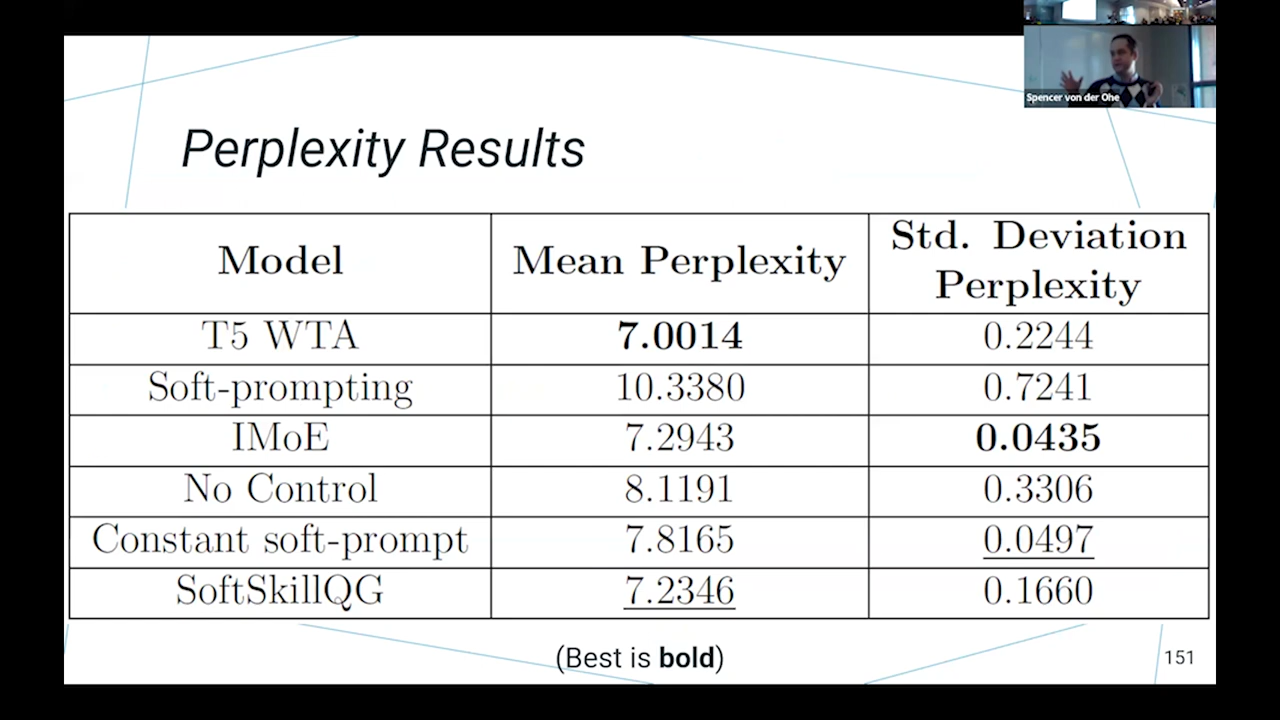 Spencer von der Ohe
Perplexity Results
Model Mean Perplexity Std. Deviation Perplexity
T5 WTA 7.0014 0.2244
Soft-prompting 10.3380 0.7241
IMoE 7.2943 0.0435
No Control 8.1191 0.3306
Constant soft-prompt 7.8165 0.0497
SoftSkillQG 7.2346 0.1660
(Best is bold)
151